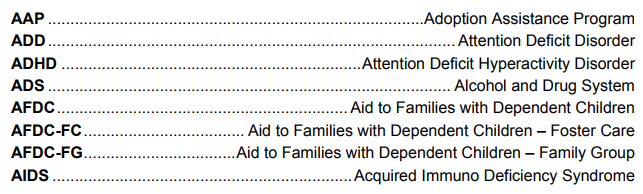 AAP ........................................................................Adoption Assistance Program
ADD .............................................................................. Attention Deficit Disorder
ADHD .........................................................Attention Deficit Hyperactivity Disorder
ADS ............................................................................. Alcohol and Drug System
AFDC........................................................ Aid to Families with Dependent Children
AFDC-FC............................... Aid to Families with Dependent Children – Foster Care
AFDC-FG.............................Aid to Families with Dependent Children – Family Group
AIDS .......................................................... Acquired Immuno Deficiency Syndrome